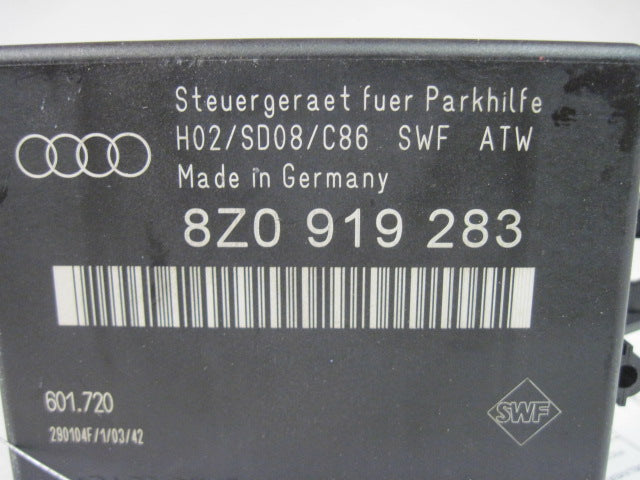 Steuergeraet fuer Parkhilfe
H02/SD08/C86 SWF ATW
Made in Germany
8Z0 919 283
601.720
290104F/1/03/42
SWF